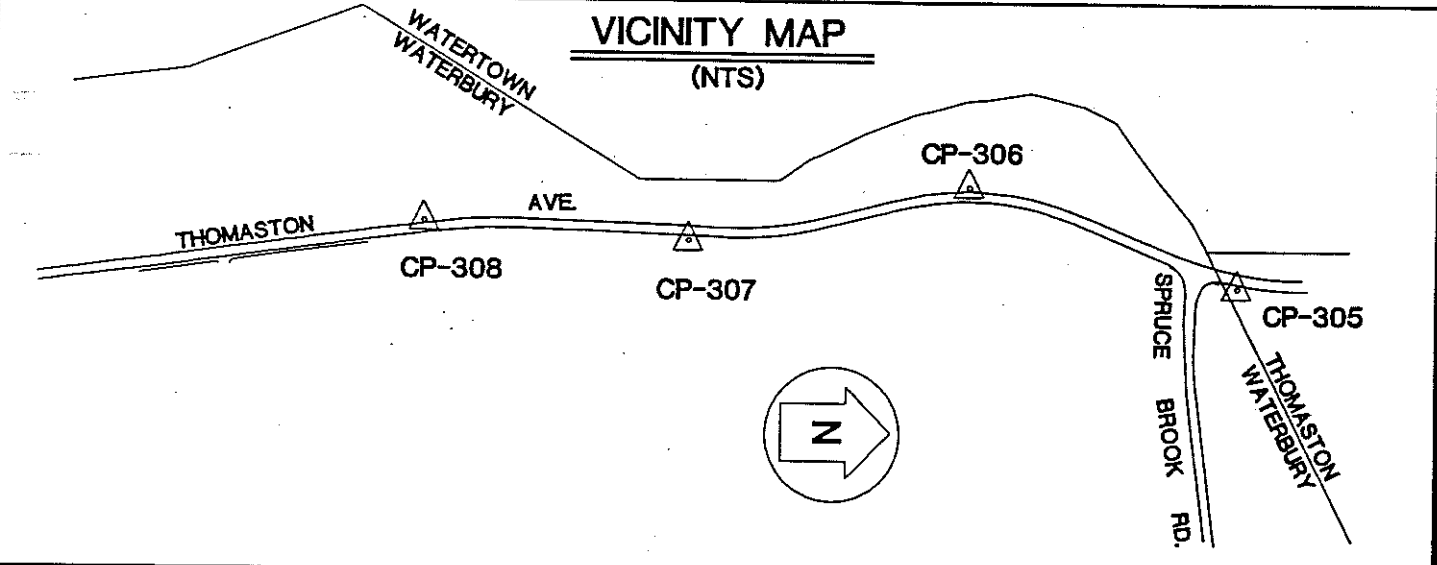 VICINITY MAP
(NTS)
WATERTOWN
WATERBURY
CP-306
THOMASTON AVE.
CP-308
CP-307
CP-305
SPRUCE BROOK RD.
THOMASTON
WATERBURY
N